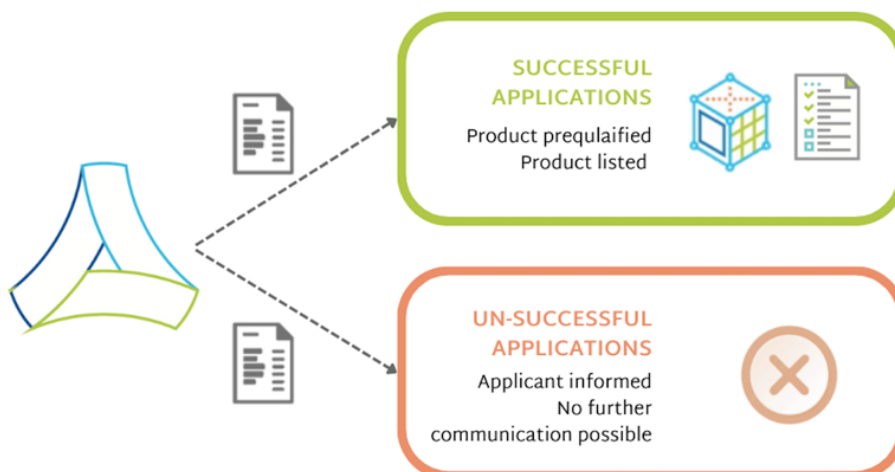 SUCCESSFUL
APPLICATIONS
Product prequlaified
Product listed
UN-SUCCESSFUL
APPLICATIONS
Applicant informed
No further
communication possible